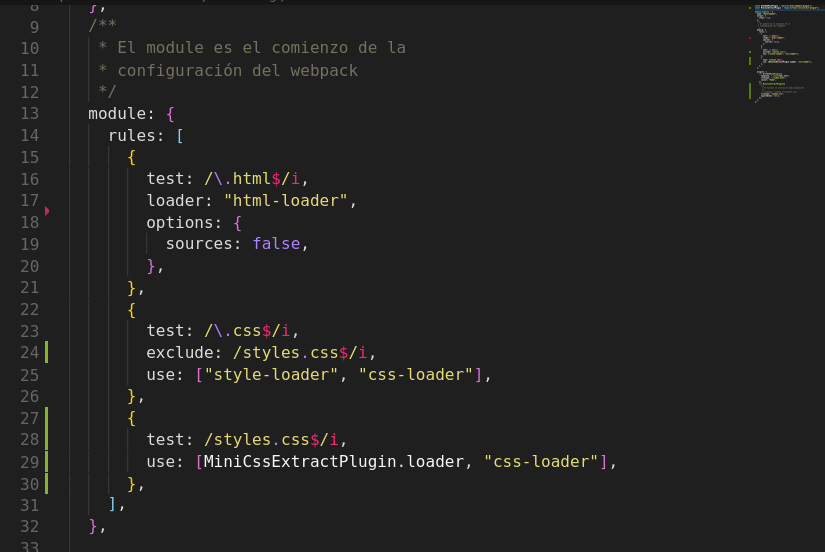 8 },
9 /**
10 * El module es el comienzo de la
11 * configuración del webpack
12 */
13 module: {
14 rules: [
15 {
16 test: /\.html$/i,
17 loader: "html-loader",
18 options: {
19 sources: false,
20 },
21 },
22 {
23 test: /\.css$/i,
24 exclude: /styles.css$/i,
25 use: ["style-loader", "css-loader"],
26 },
27 {
28 test: /styles.css$/i,
29 use: [MiniCssExtractPlugin.loader, "css-loader"],
30 },
31 ],
32 },
33